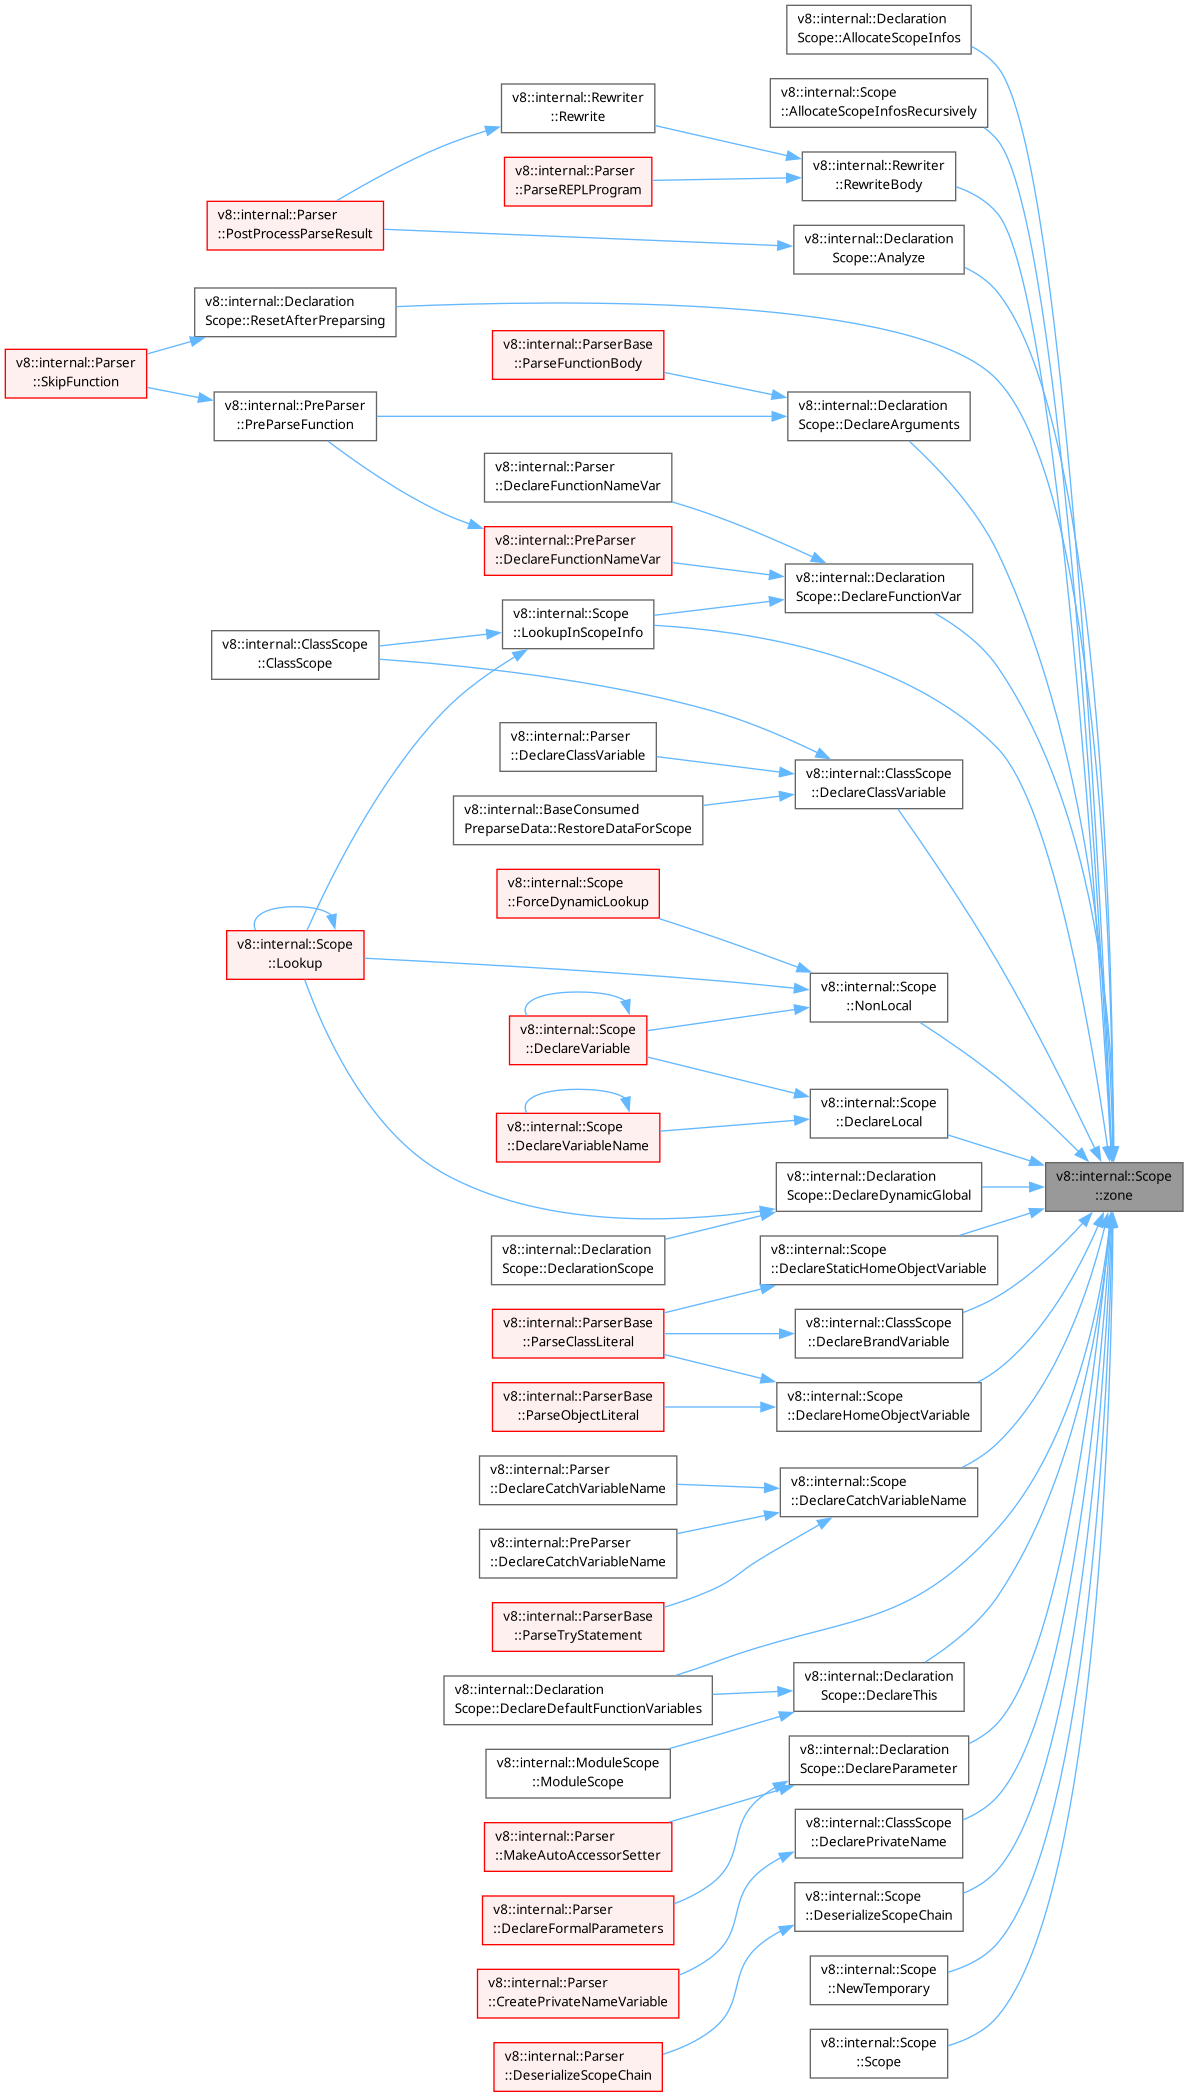 v8::internal::Declaration
Scope::AllocateScopeInfos
v8::internal::Scope
::AllocateScopeInfosRecursively
v8::internal::Rewriter
::Rewrite
v8::internal::Rewriter
::RewriteBody
v8::internal::Parser
::ParseREPLProgram
v8::internal::Parser
::PostProcessParseResult
v8::internal::Declaration
Scope::Analyze
v8::internal::Declaration
Scope::ResetAfterPreparsing
v8::internal::Parser
::SkipFunction
v8::internal::ParserBase
::ParseFunctionBody
v8::internal::PreParser
::PreParseFunction
v8::internal::Declaration
Scope::DeclareArguments
v8::internal::Parser
::DeclareFunctionNameVar
v8::internal::PreParser
::DeclareFunctionNameVar
v8::internal::Declaration
Scope::DeclareFunctionVar
v8::internal::Scope
::LookupInScopeInfo
v8::internal::ClassScope
::ClassScope
v8::internal::Parser
::DeclareClassVariable
v8::internal::ClassScope
::DeclareClassVariable
v8::internal::BaseConsumed
PreparseData::RestoreDataForScope
v8::internal::Scope
::ForceDynamicLookup
v8::internal::Scope
::Lookup
v8::internal::Scope
::NonLocal
v8::internal::Scope
::DeclareVariable
v8::internal::Scope
::DeclareLocal
v8::internal::Scope
::DeclareVariableName
v8::internal::Declaration
Scope::DeclareDynamicGlobal
v8::internal::Scope
::zone
v8::internal::Declaration
Scope::DeclarationScope
v8::internal::Scope
::DeclareStaticHomeObjectVariable
v8::internal::ParserBase
::ParseClassLiteral
v8::internal::ClassScope
::DeclareBrandVariable
v8::internal::ParserBase
::ParseObjectLiteral
v8::internal::Scope
::DeclareHomeObjectVariable
v8::internal::Parser
::DeclareCatchVariableName
v8::internal::Scope
::DeclareCatchVariableName
v8::internal::PreParser
::DeclareCatchVariableName
v8::internal::ParserBase
::ParseTryStatement
v8::internal::Declaration
Scope::DeclareDefaultFunctionVariables
v8::internal::Declaration
Scope::DeclareThis
v8::internal::ModuleScope
::ModuleScope
v8::internal::Declaration
Scope::DeclareParameter
v8::internal::Parser
::MakeAutoAccessorSetter
v8::internal::ClassScope
::DeclarePrivateName
v8::internal::Parser
::DeclareFormalParameters
v8::internal::Scope
::DeserializeScopeChain
v8::internal::Parser
::CreatePrivateNameVariable
v8::internal::Scope
::NewTemporary
v8::internal::Parser
::DeserializeScopeChain
v8::internal::Scope
::Scope